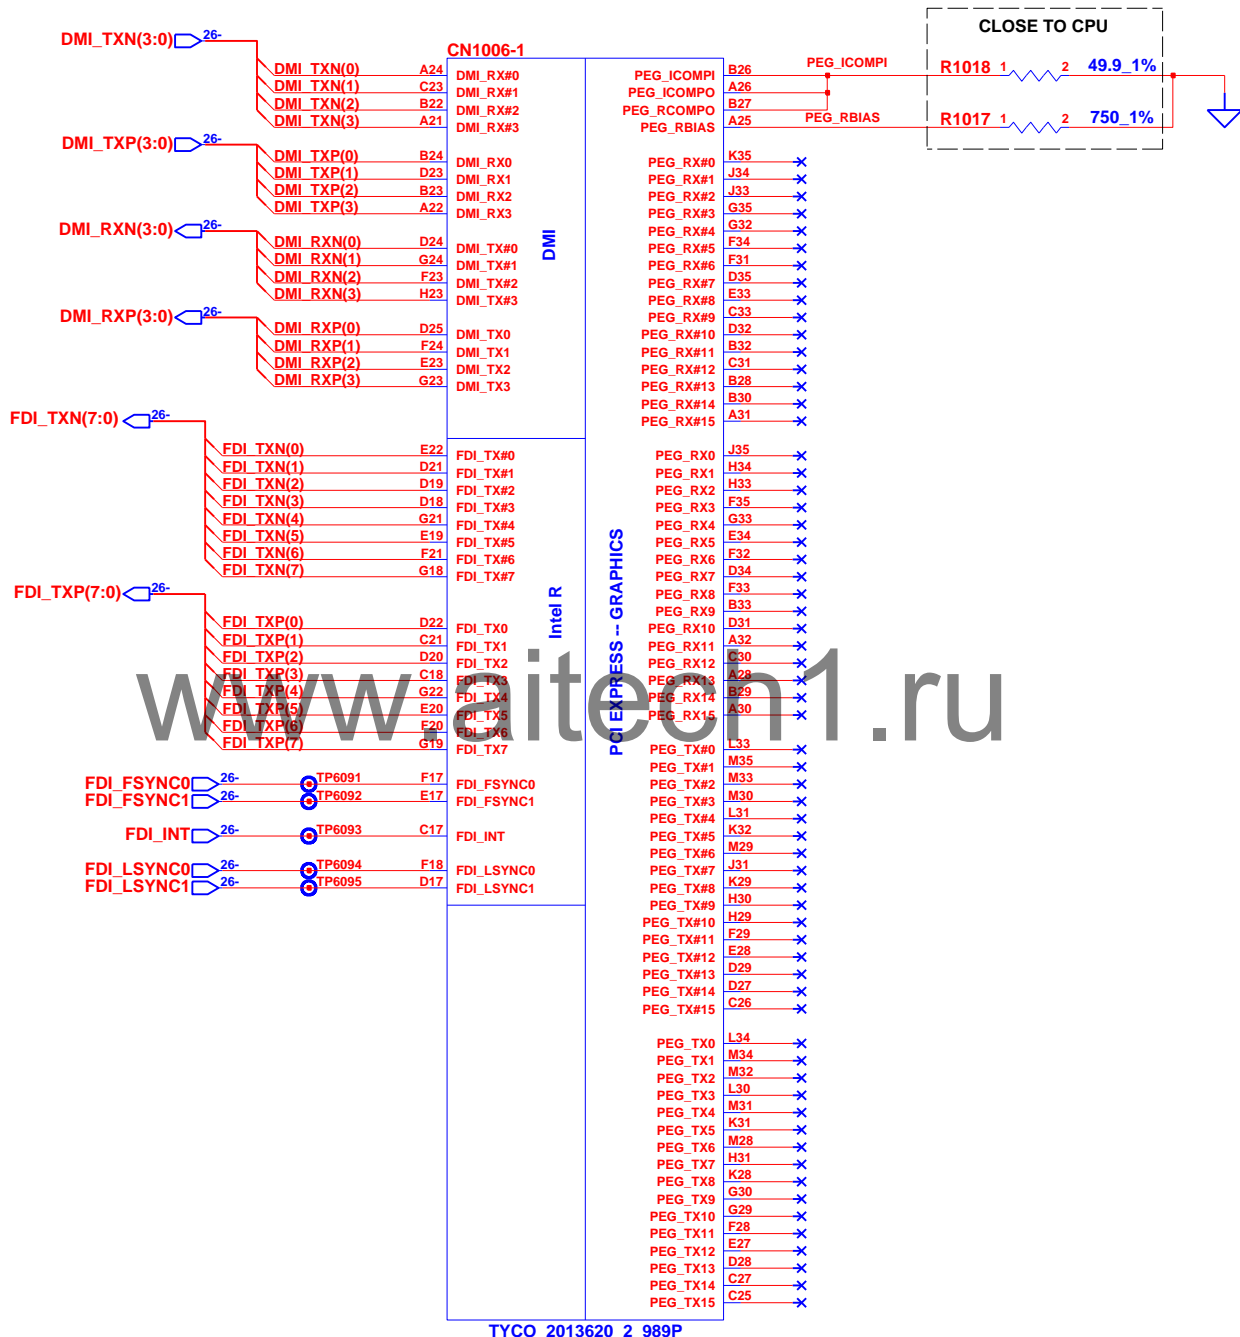 CLOSE TO CPU
DMI_TXN(3:0) 26-
CN1006-1
DMI_TXN(0) A24 DMI_RX#0
DMI_TXN(1) C23 DMI_RX#1
DMI_TXN(2) B22 DMI_RX#2
DMI_TXN(3) A21 DMI_RX#3
DMI_TXP(3:0) 26-
DMI_TXP(0) B24 DMI_RX0
DMI_TXP(1) D23 DMI_RX1
DMI_TXP(2) B23 DMI_RX2
DMI_TXP(3) A22 DMI_RX3
DMI_RXN(3:0) 26-
DMI_RXN(0) D24 DMI_TX#0
DMI_RXN(1) G24 DMI_TX#1
DMI_RXN(2) F23 DMI_TX#2
DMI_RXN(3) H23 DMI_TX#3
DMI_RXP(3:0) 26-
DMI_RXP(0) D25 DMI_TX0
DMI_RXP(1) F24 DMI_TX1
DMI_RXP(2) E23 DMI_TX2
DMI_RXP(3) G23 DMI_TX3
DMI
FDI_TXN(7:0) 26-
FDI_TXN(0) E22 FDI_TX#0
FDI_TXN(1) D21 FDI_TX#1
FDI_TXN(2) D19 FDI_TX#2
FDI_TXN(3) D18 FDI_TX#3
FDI_TXN(4) G21 FDI_TX#4
FDI_TXN(5) E19 FDI_TX#5
FDI_TXN(6) F21 FDI_TX#6
FDI_TXN(7) G18 FDI_TX#7
FDI_TXP(7:0) 26-
FDI_TXP(0) D22 FDI_TX0
FDI_TXP(1) C21 FDI_TX1
FDI_TXP(2) D20 FDI_TX2
FDI_TXP(3) C18 FDI_TX3
FDI_TXP(4) G22 FDI_TX4
FDI_TXP(5) E20 FDI_TX5
FDI_TXP(6) F20 FDI_TX6
FDI_TXP(7) G19 FDI_TX7
Intel R
FDI_FSYNC0 26- TP6091 F17 FDI_FSYNC0
FDI_FSYNC1 26- TP6092 E17 FDI_FSYNC1
FDI_INT 26- TP6093 C17 FDI_INT
FDI_LSYNC0 26- TP6094 F18 FDI_LSYNC0
FDI_LSYNC1 26- TP6095 D17 FDI_LSYNC1
PCI EXPRESS -- GRAPHICS
PEG_ICOMPI B26 PEG_ICOMPI R1018 1 2 49.9_1%
PEG_ICOMPO A26
PEG_RCOMPO B27
PEG_RBIAS A25 PEG_RBIAS R1017 1 2 750_1%
PEG_RX#0 K35
PEG_RX#1 J34
PEG_RX#2 J33
PEG_RX#3 G35
PEG_RX#4 G32
PEG_RX#5 F34
PEG_RX#6 F31
PEG_RX#7 D35
PEG_RX#8 E33
PEG_RX#9 C33
PEG_RX#10 D32
PEG_RX#11 B32
PEG_RX#12 C31
PEG_RX#13 B28
PEG_RX#14 B30
PEG_RX#15 A31
PEG_RX0 J35
PEG_RX1 H34
PEG_RX2 H33
PEG_RX3 F35
PEG_RX4 G33
PEG_RX5 E34
PEG_RX6 F32
PEG_RX7 D34
PEG_RX8 F33
PEG_RX9 B33
PEG_RX10 D31
PEG_RX11 A32
PEG_RX12 C30
PEG_RX13 A28
PEG_RX14 B29
PEG_RX15 A30
www.aitech1.ru
PEG_TX#0 L33
PEG_TX#1 M35
PEG_TX#2 M33
PEG_TX#3 M30
PEG_TX#4 L31
PEG_TX#5 K32
PEG_TX#6 M29
PEG_TX#7 J31
PEG_TX#8 K29
PEG_TX#9 H30
PEG_TX#10 H29
PEG_TX#11 F29
PEG_TX#12 E28
PEG_TX#13 D29
PEG_TX#14 D27
PEG_TX#15 C26
PEG_TX0 L34
PEG_TX1 M34
PEG_TX2 M32
PEG_TX3 L30
PEG_TX4 M31
PEG_TX5 K31
PEG_TX6 M28
PEG_TX7 H31
PEG_TX8 K28
PEG_TX9 G30
PEG_TX10 G29
PEG_TX11 F28
PEG_TX12 E27
PEG_TX13 D28
PEG_TX14 C27
PEG_TX15 C25
TYCO_2013620_2_989P